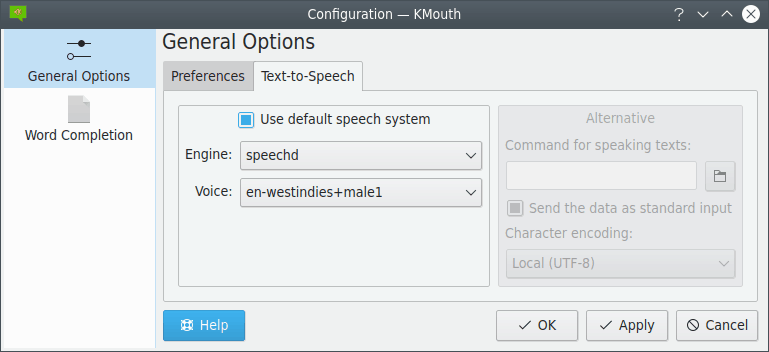 Configuration — KMouth
General Options
General Options
Word Completion
Preferences
Text-to-Speech
Use default speech system
Engine: speechd
Voice: en-westindies+male1
Alternative
Command for speaking texts:
Send the data as standard input
Character encoding:
Local (UTF-8)
Help
OK
Apply
Cancel